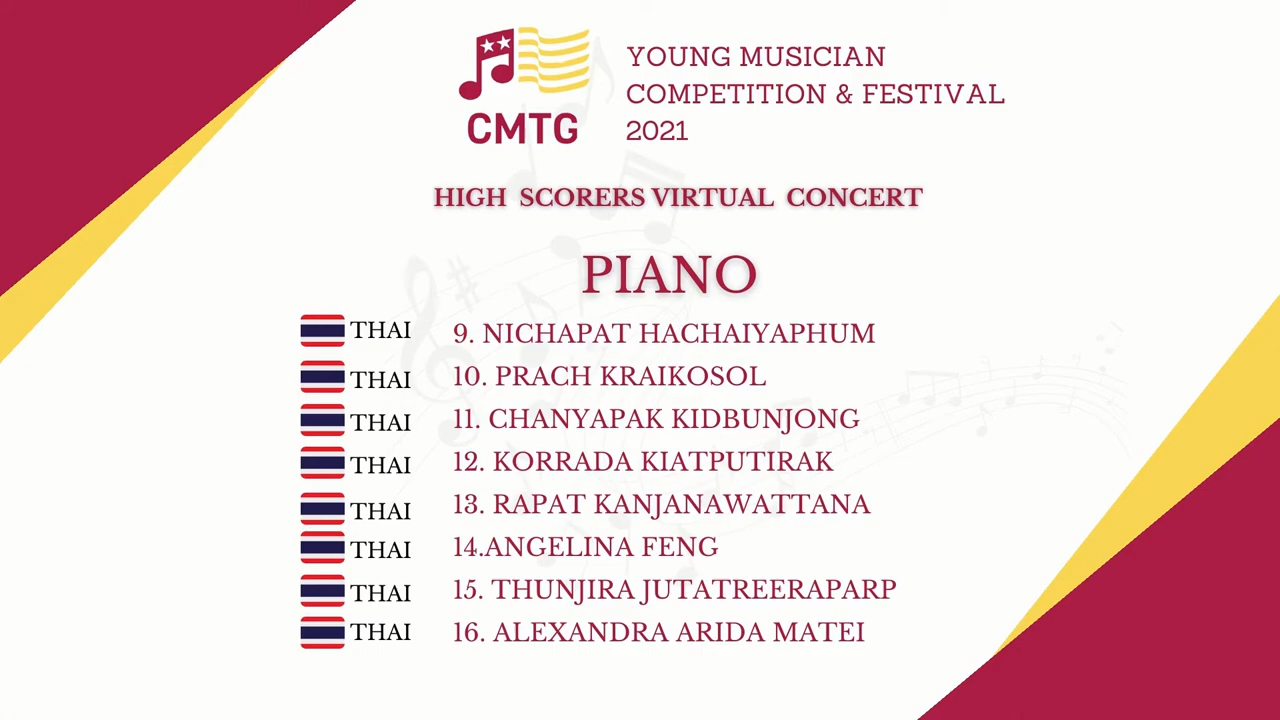 CMTG
YOUNG MUSICIAN
COMPETITION & FESTIVAL
2021
HIGH SCORERS VIRTUAL CONCERT
PIANO
THAI 9. NICHAPAT HACHAIYAPHUM
THAI 10. PRACH KRAIKOSOL
THAI 11. CHANYAPAK KIDBUNJONG
THAI 12. KORRADA KIATPUTIRAK
THAI 13. RAPAT KANJANAWATTANA
THAI 14.ANGELINA FENG
THAI 15. THUNJIRA JUTATREERAPARP
THAI 16. ALEXANDRA ARIDA MATEI